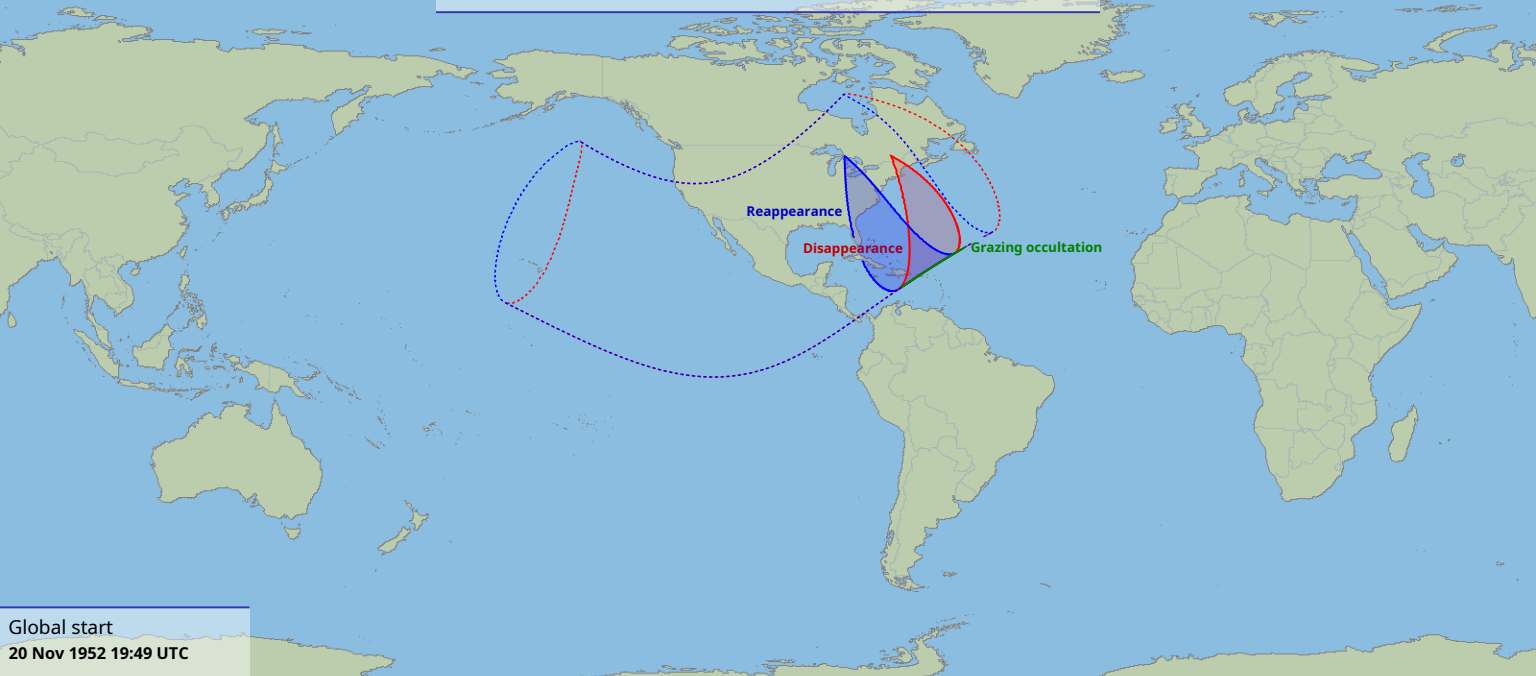 Reappearance
Disappearance
Grazing occultation
Global start
20 Nov 1952 19:49 UTC